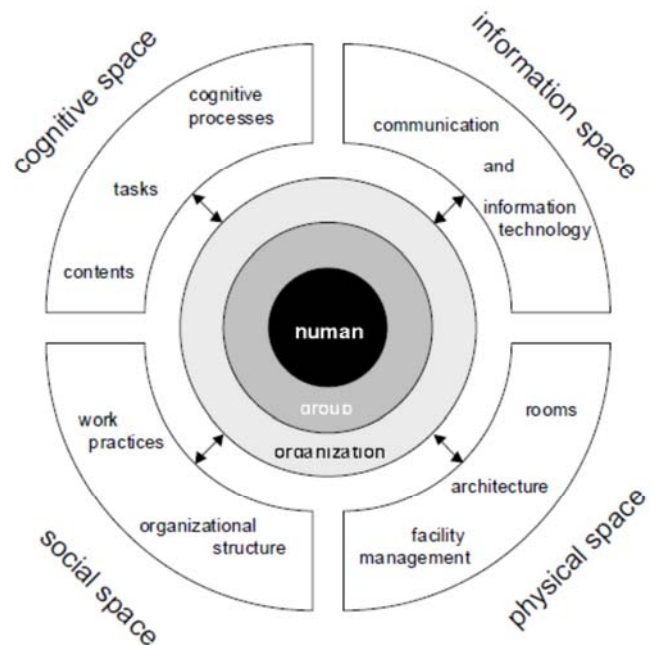 cognitive space
cognitive
processes
tasks
contents
information space
communication
and
information
technology
human
group
organization
work
practices
organizational
structure
social space
rooms
architecture
facility
management
physical space